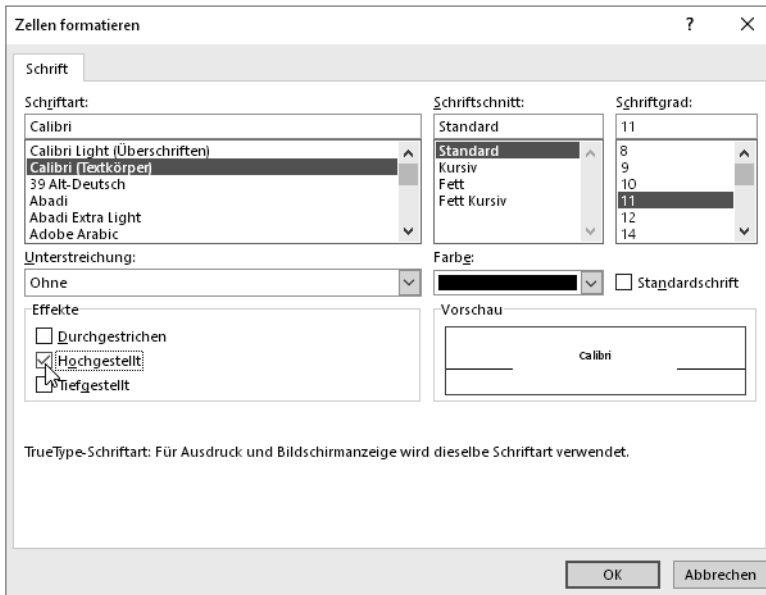 Zellen formatieren ? ×
Schrift
Schriftart: Schriftschnitt: Schriftgrad:
Calibri Standard 11
Calibri Light (Überschriften) Standard 8
Calibri (Textkörper) Kursiv 9
39 Alt-Deutsch Fett 10
Abadi Fett Kursiv 11
Abadi Extra Light 12
Adobe Arabic 14
Unterstreichung: Farbe:
Ohne Standardschrift
Effekte Vorschau
Durchgestrichen
Hochgestellt Calibri
Tiefgestellt
TrueType-Schriftart: Für Ausdruck und Bildschirmanzeige wird dieselbe Schriftart verwendet.
OK Abbrechen